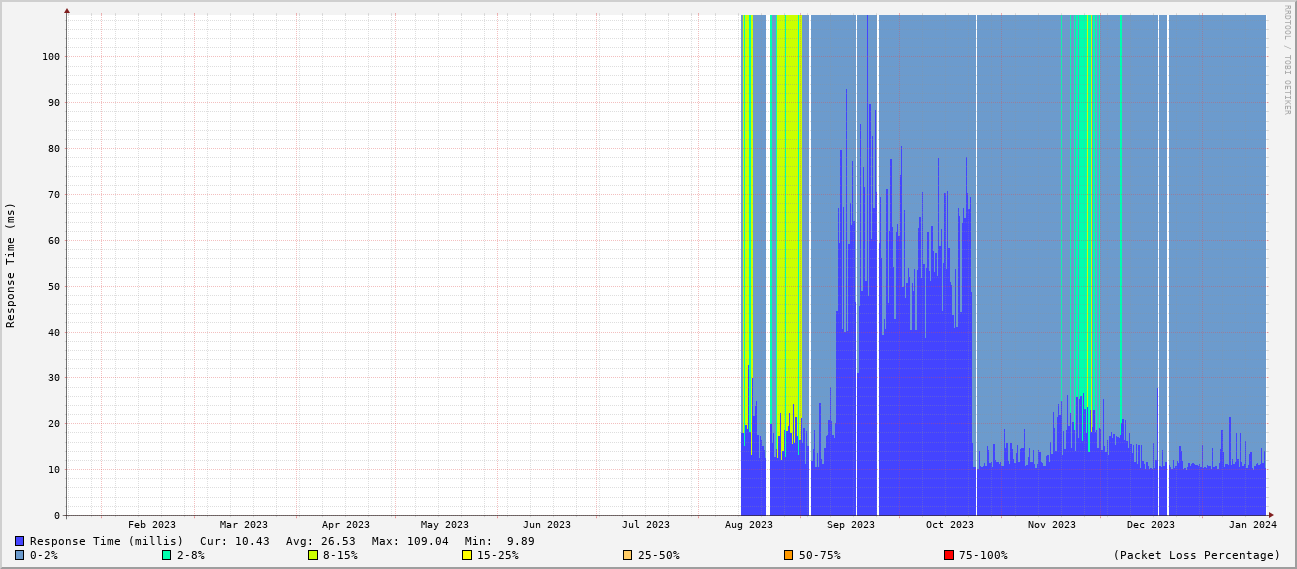 RRDTOOL / TOBI OETIKER
Response Time (ms)
100
90
80
70
60
50
40
30
20
10
0
Feb 2023 Mar 2023 Apr 2023 May 2023 Jun 2023 Jul 2023 Aug 2023 Sep 2023 Oct 2023 Nov 2023 Dec 2023 Jan 2024
Response Time (millis) Cur: 10.43 Avg: 26.53 Max: 109.04 Min: 9.89
0-2% 2-8% 8-15% 15-25% 25-50% 50-75% 75-100% (Packet Loss Percentage)